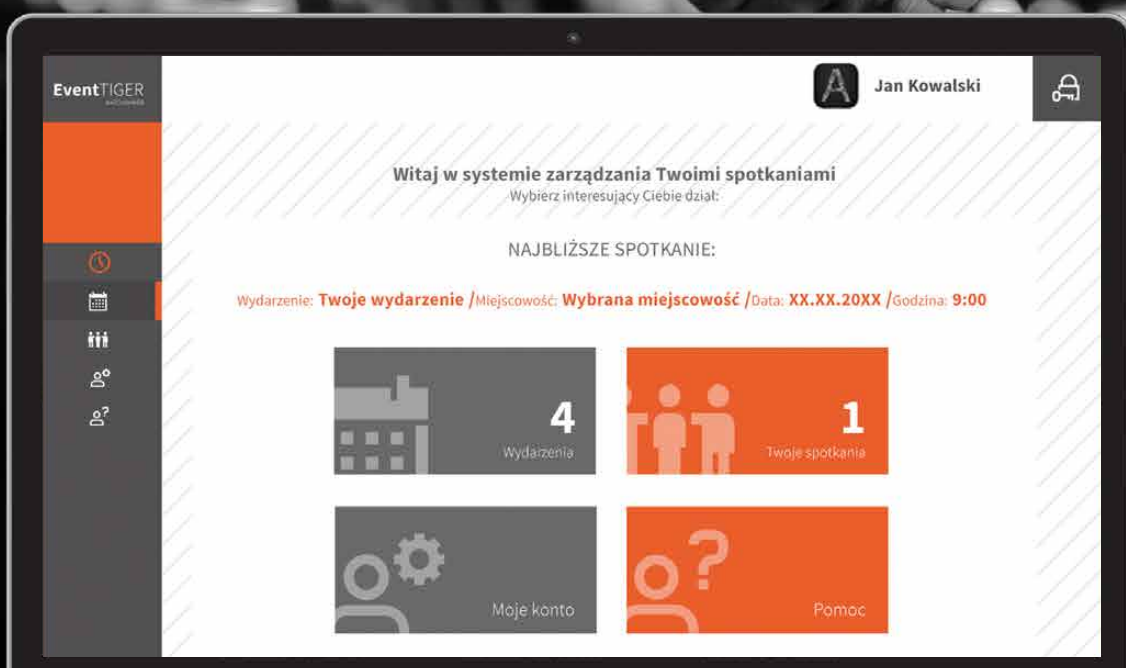 EventTIGER
Jan Kowalski
Witaj w systemie zarządzania Twoimi spotkaniami
Wybierz interesujący Ciebie dział:
NAJBLIŻSZE SPOTKANIE:
Wydarzenie: Twoje wydarzenie /Miejscowość: Wybrana miejscowość /Data: XX.XX.20XX /Godzina: 9:00
4
Wydarzenia
1
Twoje spotkania
Moje konto
Pomoc